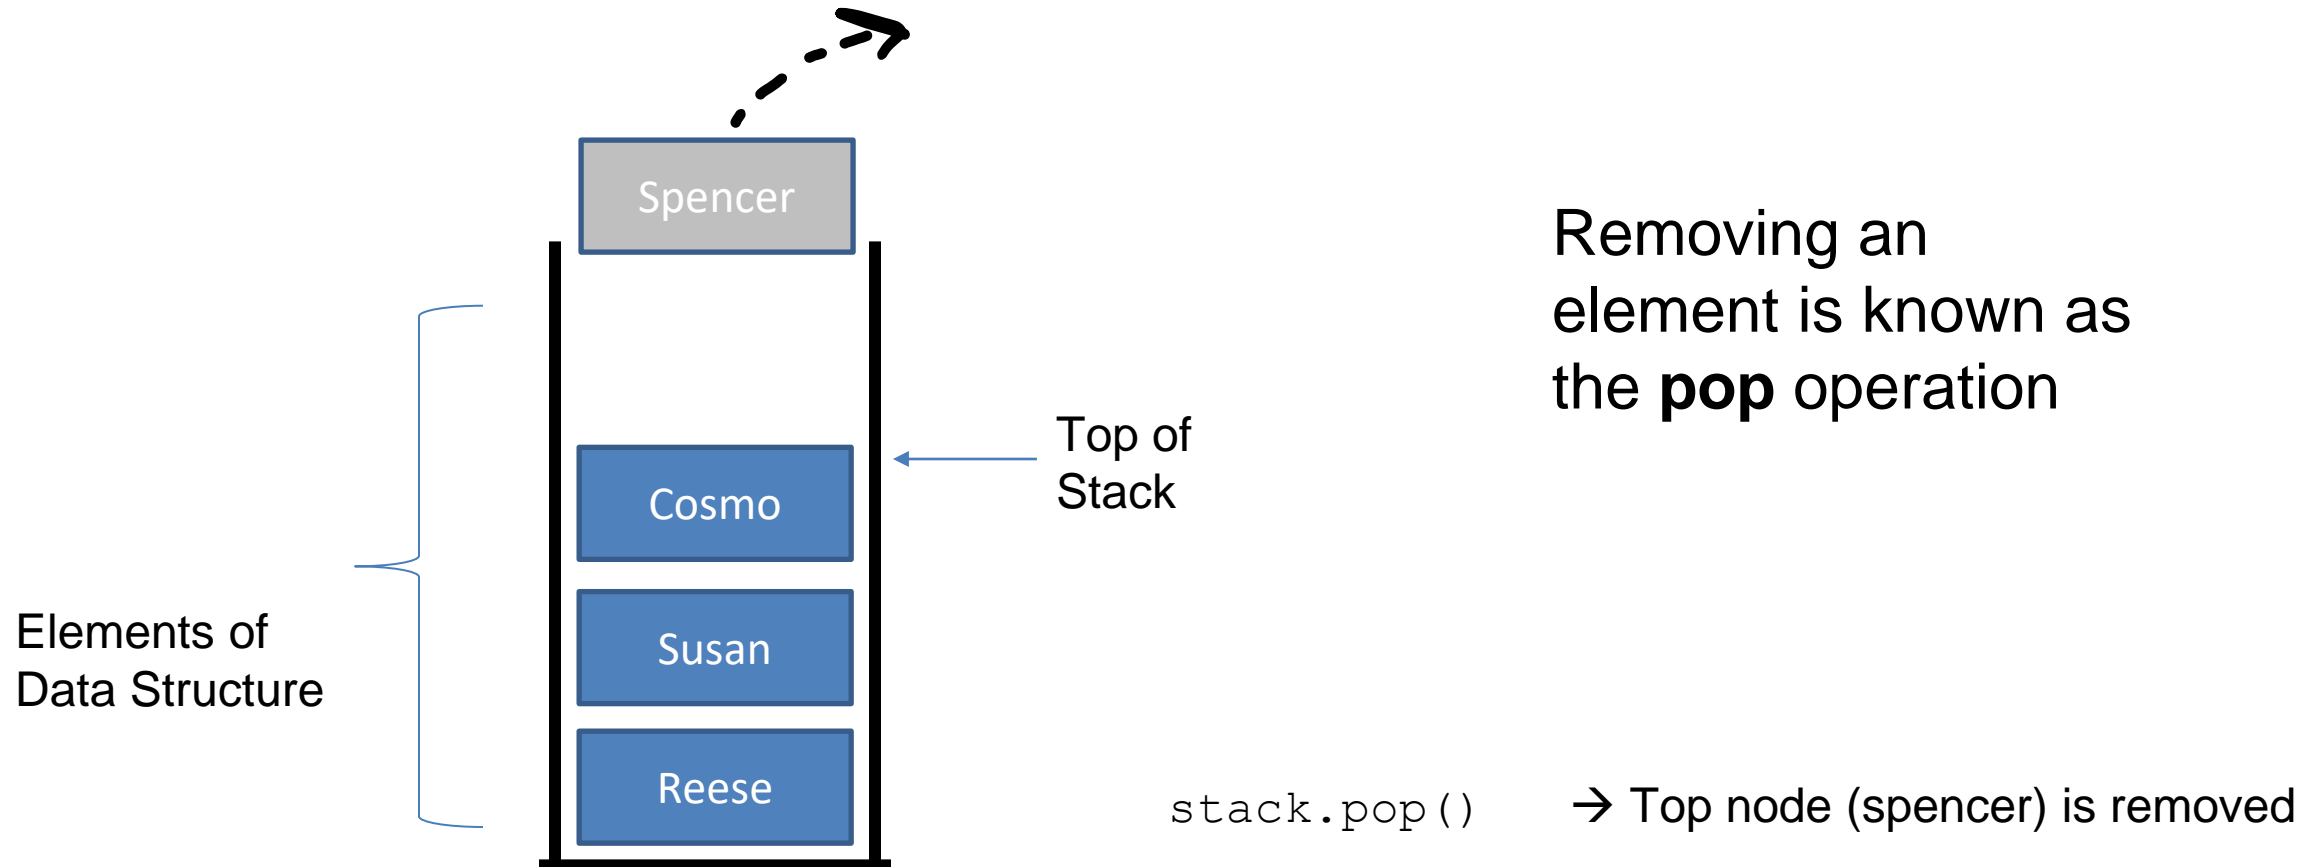 Spencer
Removing an
element is known as
the pop operation
Top of
Stack
Cosmo
Elements of
Data Structure
Susan
Reese
stack.pop() → Top node (spencer) is removed